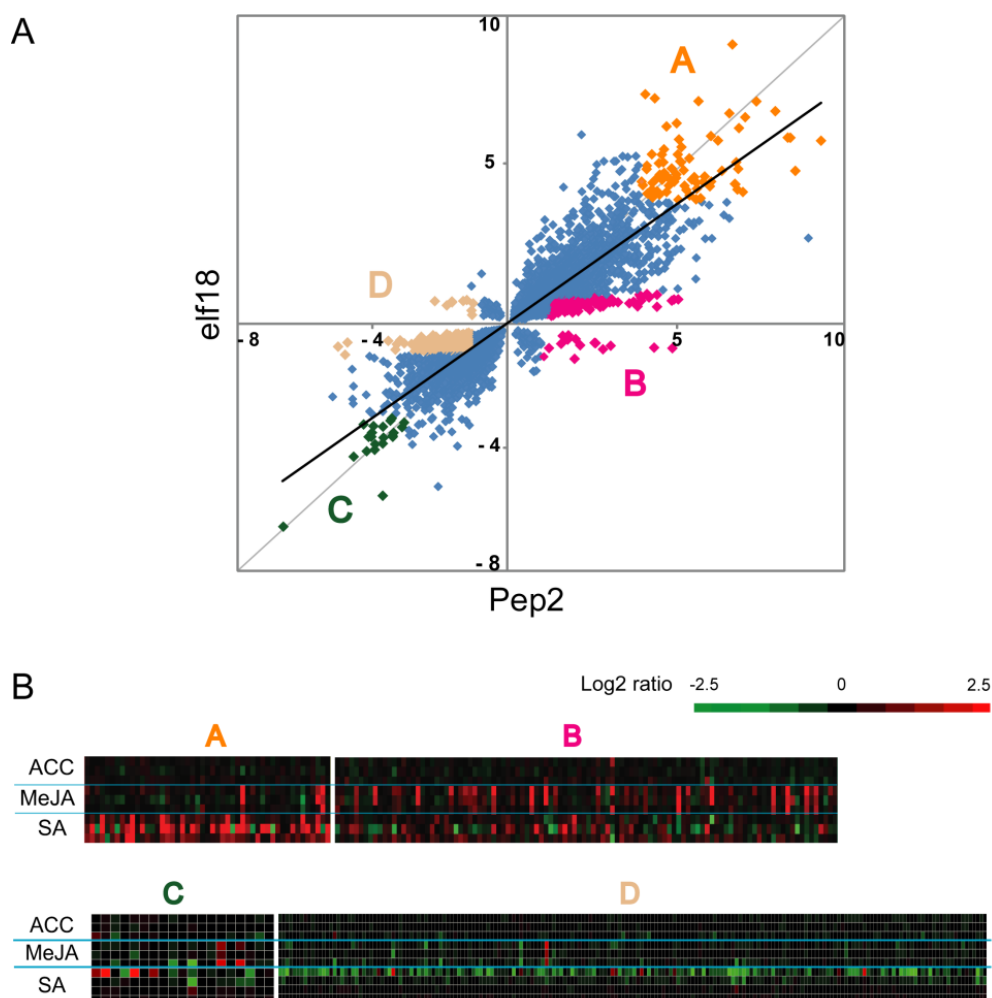 A
10
A
5
D
elf18
- 8
- 4
5
10
B
- 4
C
- 8
Pep2
B
Log2 ratio -2.5 0 2.5
A B
ACC
MeJA
SA
C D
ACC
MeJA
SA